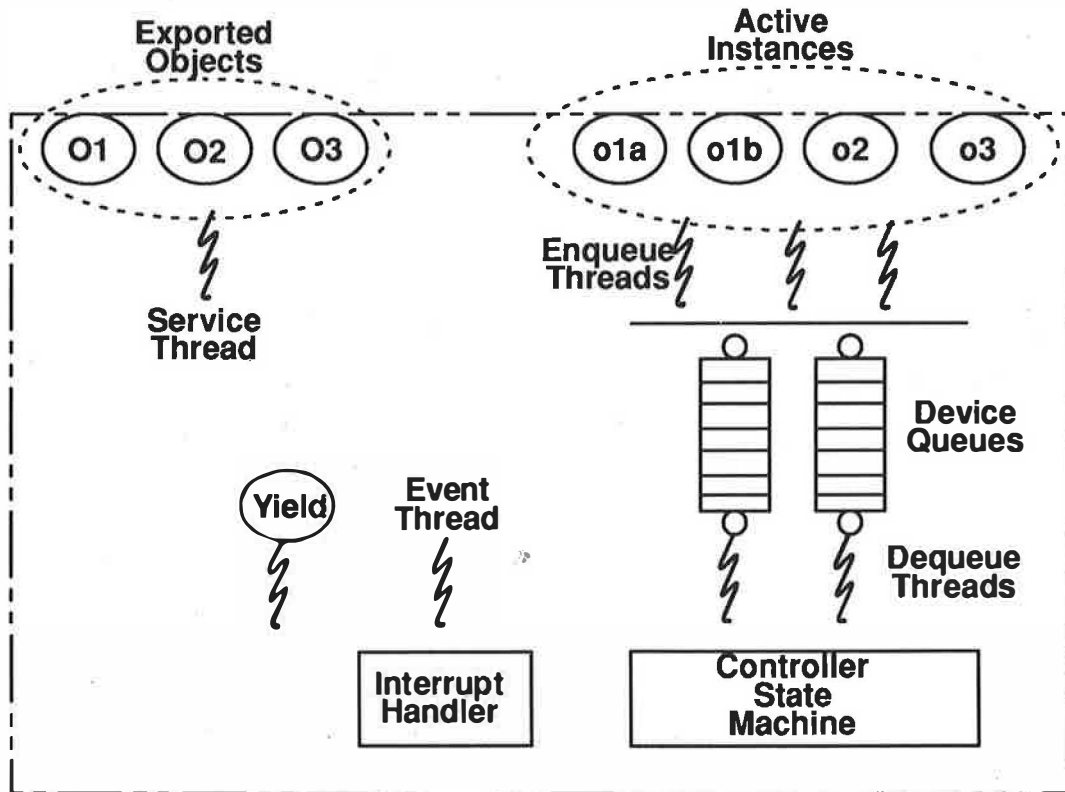 Exported
Objects
Active
Instances
O1
O2
O3
o1a
o1b
o2
o3
Enqueue
Threads
Service
Thread
Device
Queues
Yield
Event
Thread
Dequeue
Threads
Interrupt
Handler
Controller
State
Machine